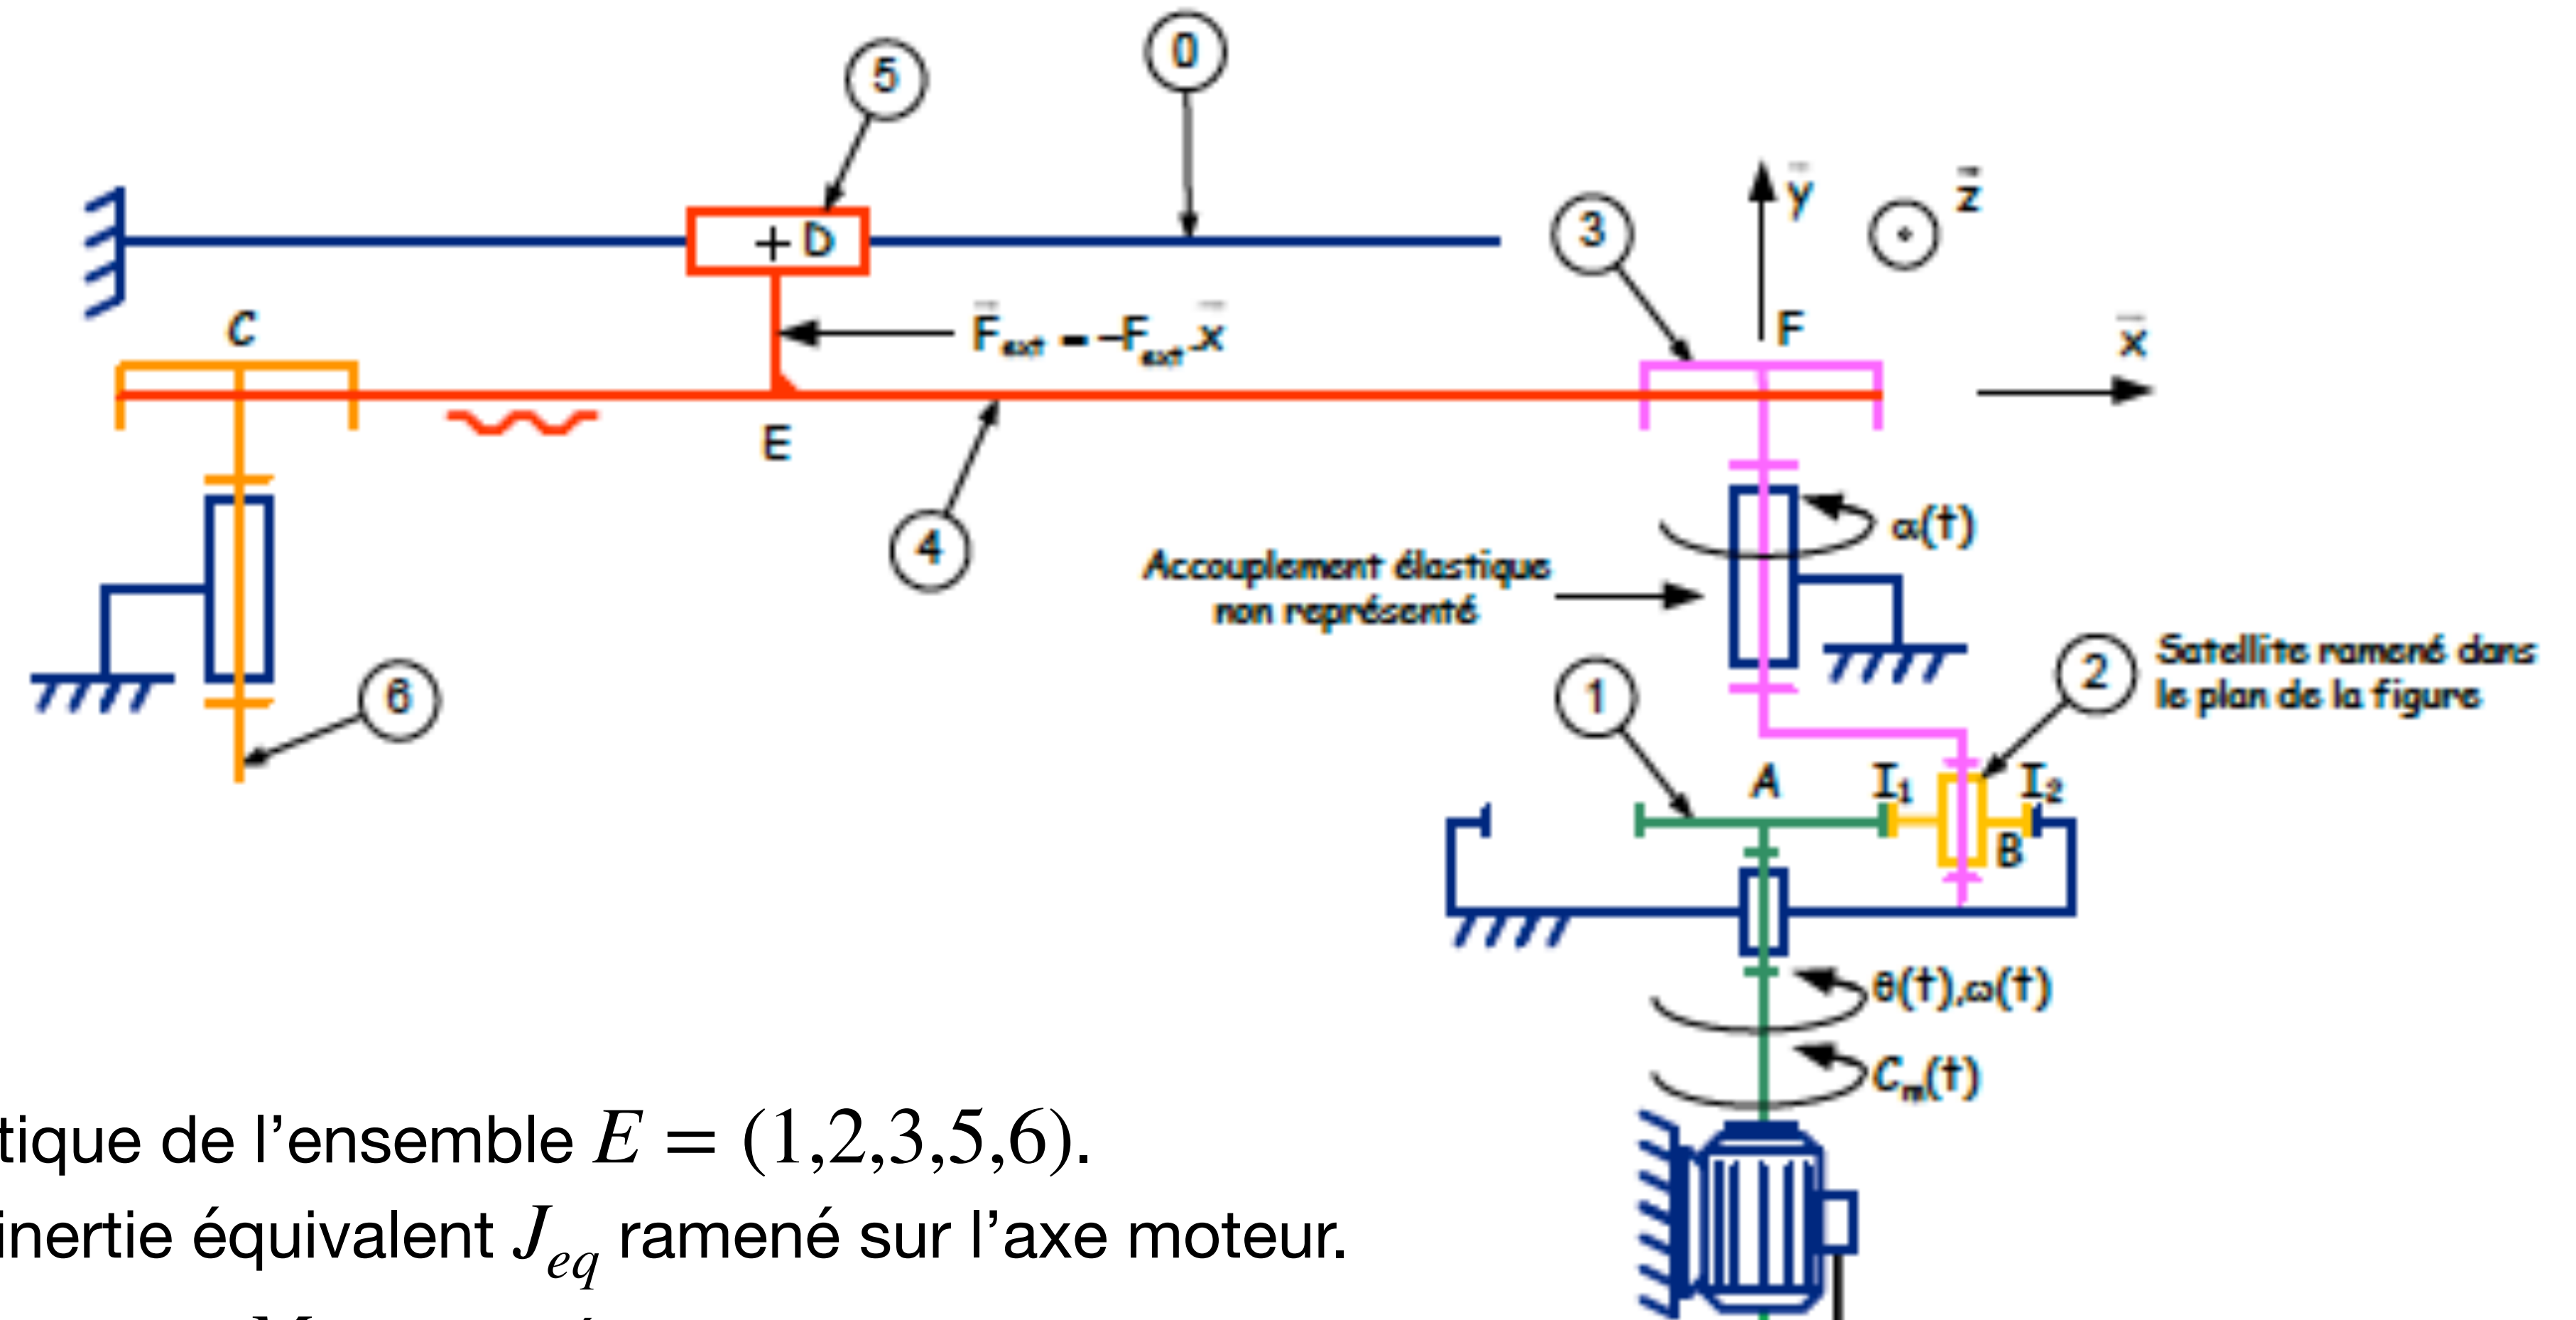 5
0
D
3
y
z
C
F
F_ext = -F_ext.x
x
E
4
α(t)
Accouplement élastique
non représenté
1
2
Satellite ramené dans
le plan de la figure
6
A
I₁
I₂
B
θ(t),ω(t)
Cₘ(t)
tique de l’ensemble E = (1,2,3,5,6).
inertie équivalent J_eq ramené sur l’axe moteur.